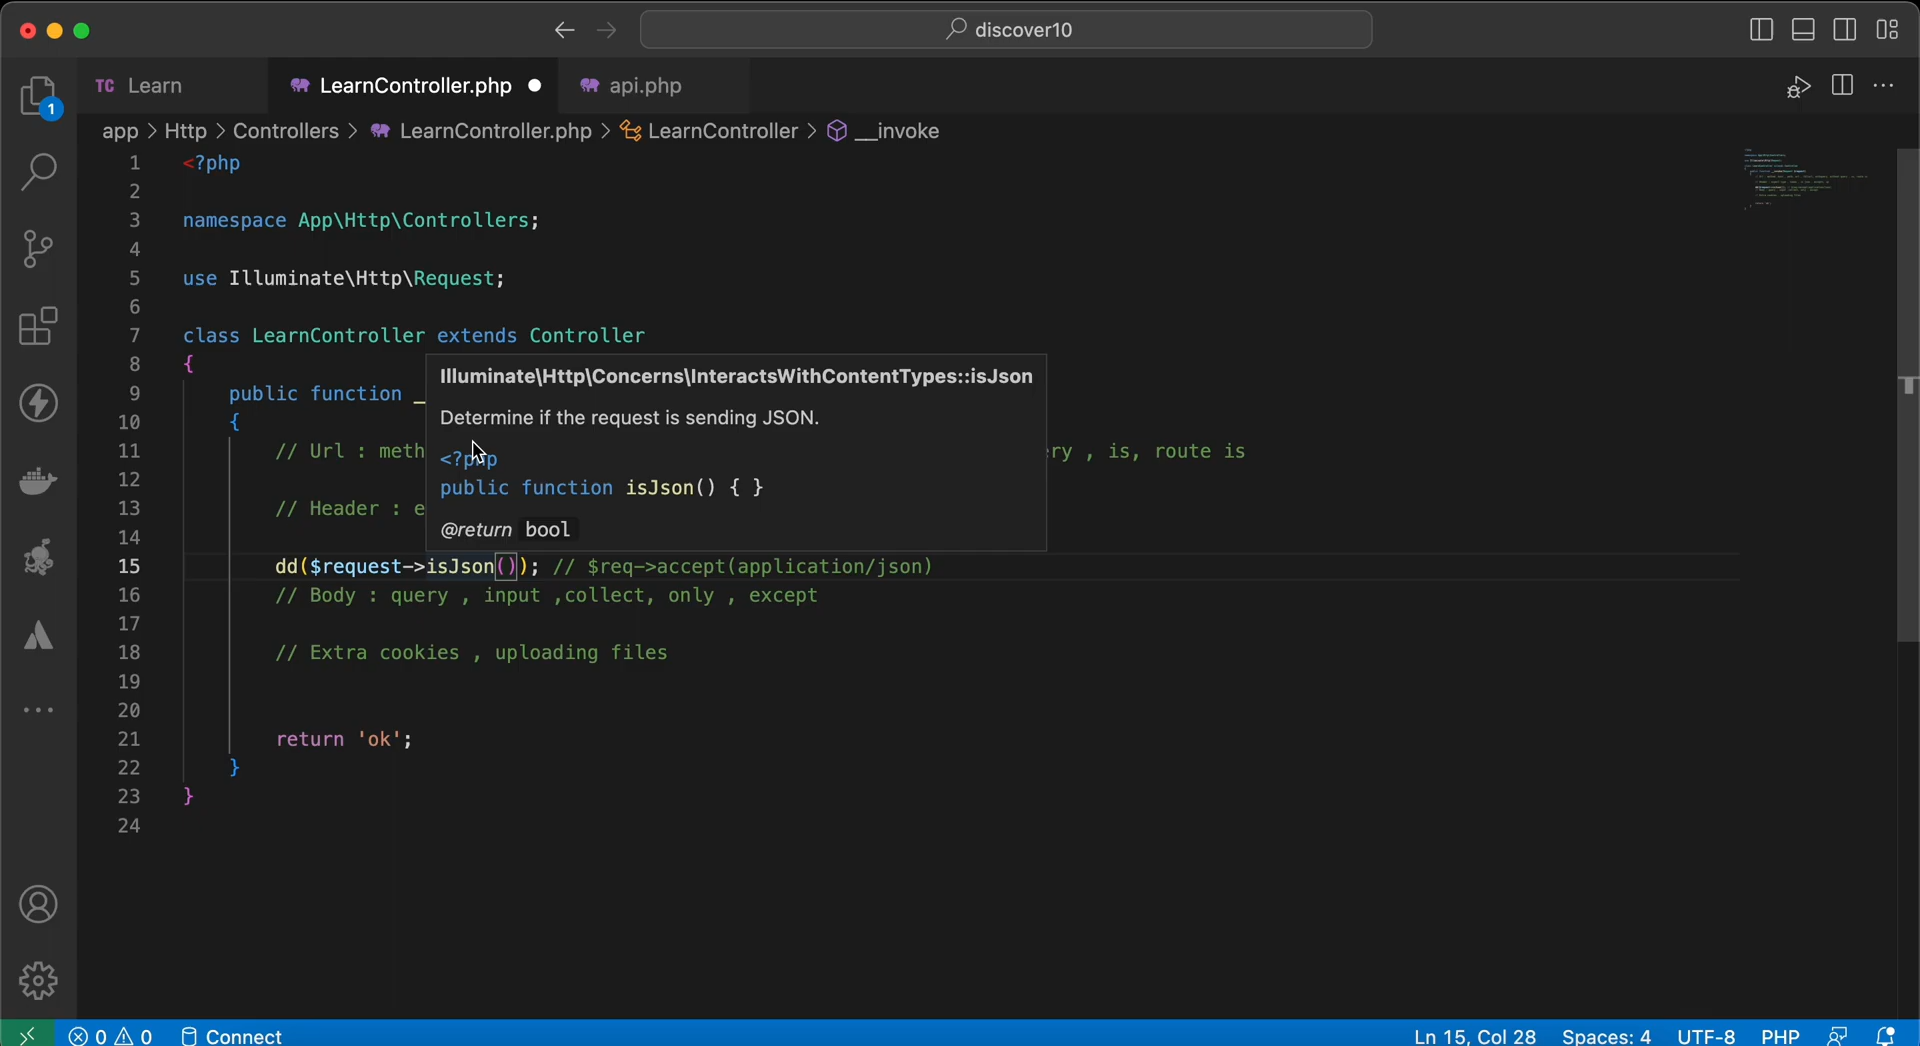 discover10
1
TC Learn
LearnController.php
api.php
app > Http > Controllers > LearnController.php > LearnController > __invoke
1 <?php
2
3 namespace App\Http\Controllers;
4
5 use Illuminate\Http\Request;
6
7 class LearnController extends Controller
8 {
9 public function _
10 {
11 // Url : meth
ry , is, route is
12
13 // Header : e
14
15 dd($request->isJson()); // $req->accept(application/json)
16 // Body : query , input ,collect, only , except
17
18 // Extra cookies , uploading files
19
20
21 return 'ok';
22 }
23 }
24
Illuminate\Http\Concerns\InteractsWithContentTypes::isJson
Determine if the request is sending JSON.
<?php
public function isJson() { }
@return bool
0 0 Connect
Ln 15, Col 28 Spaces: 4 UTF-8 PHP